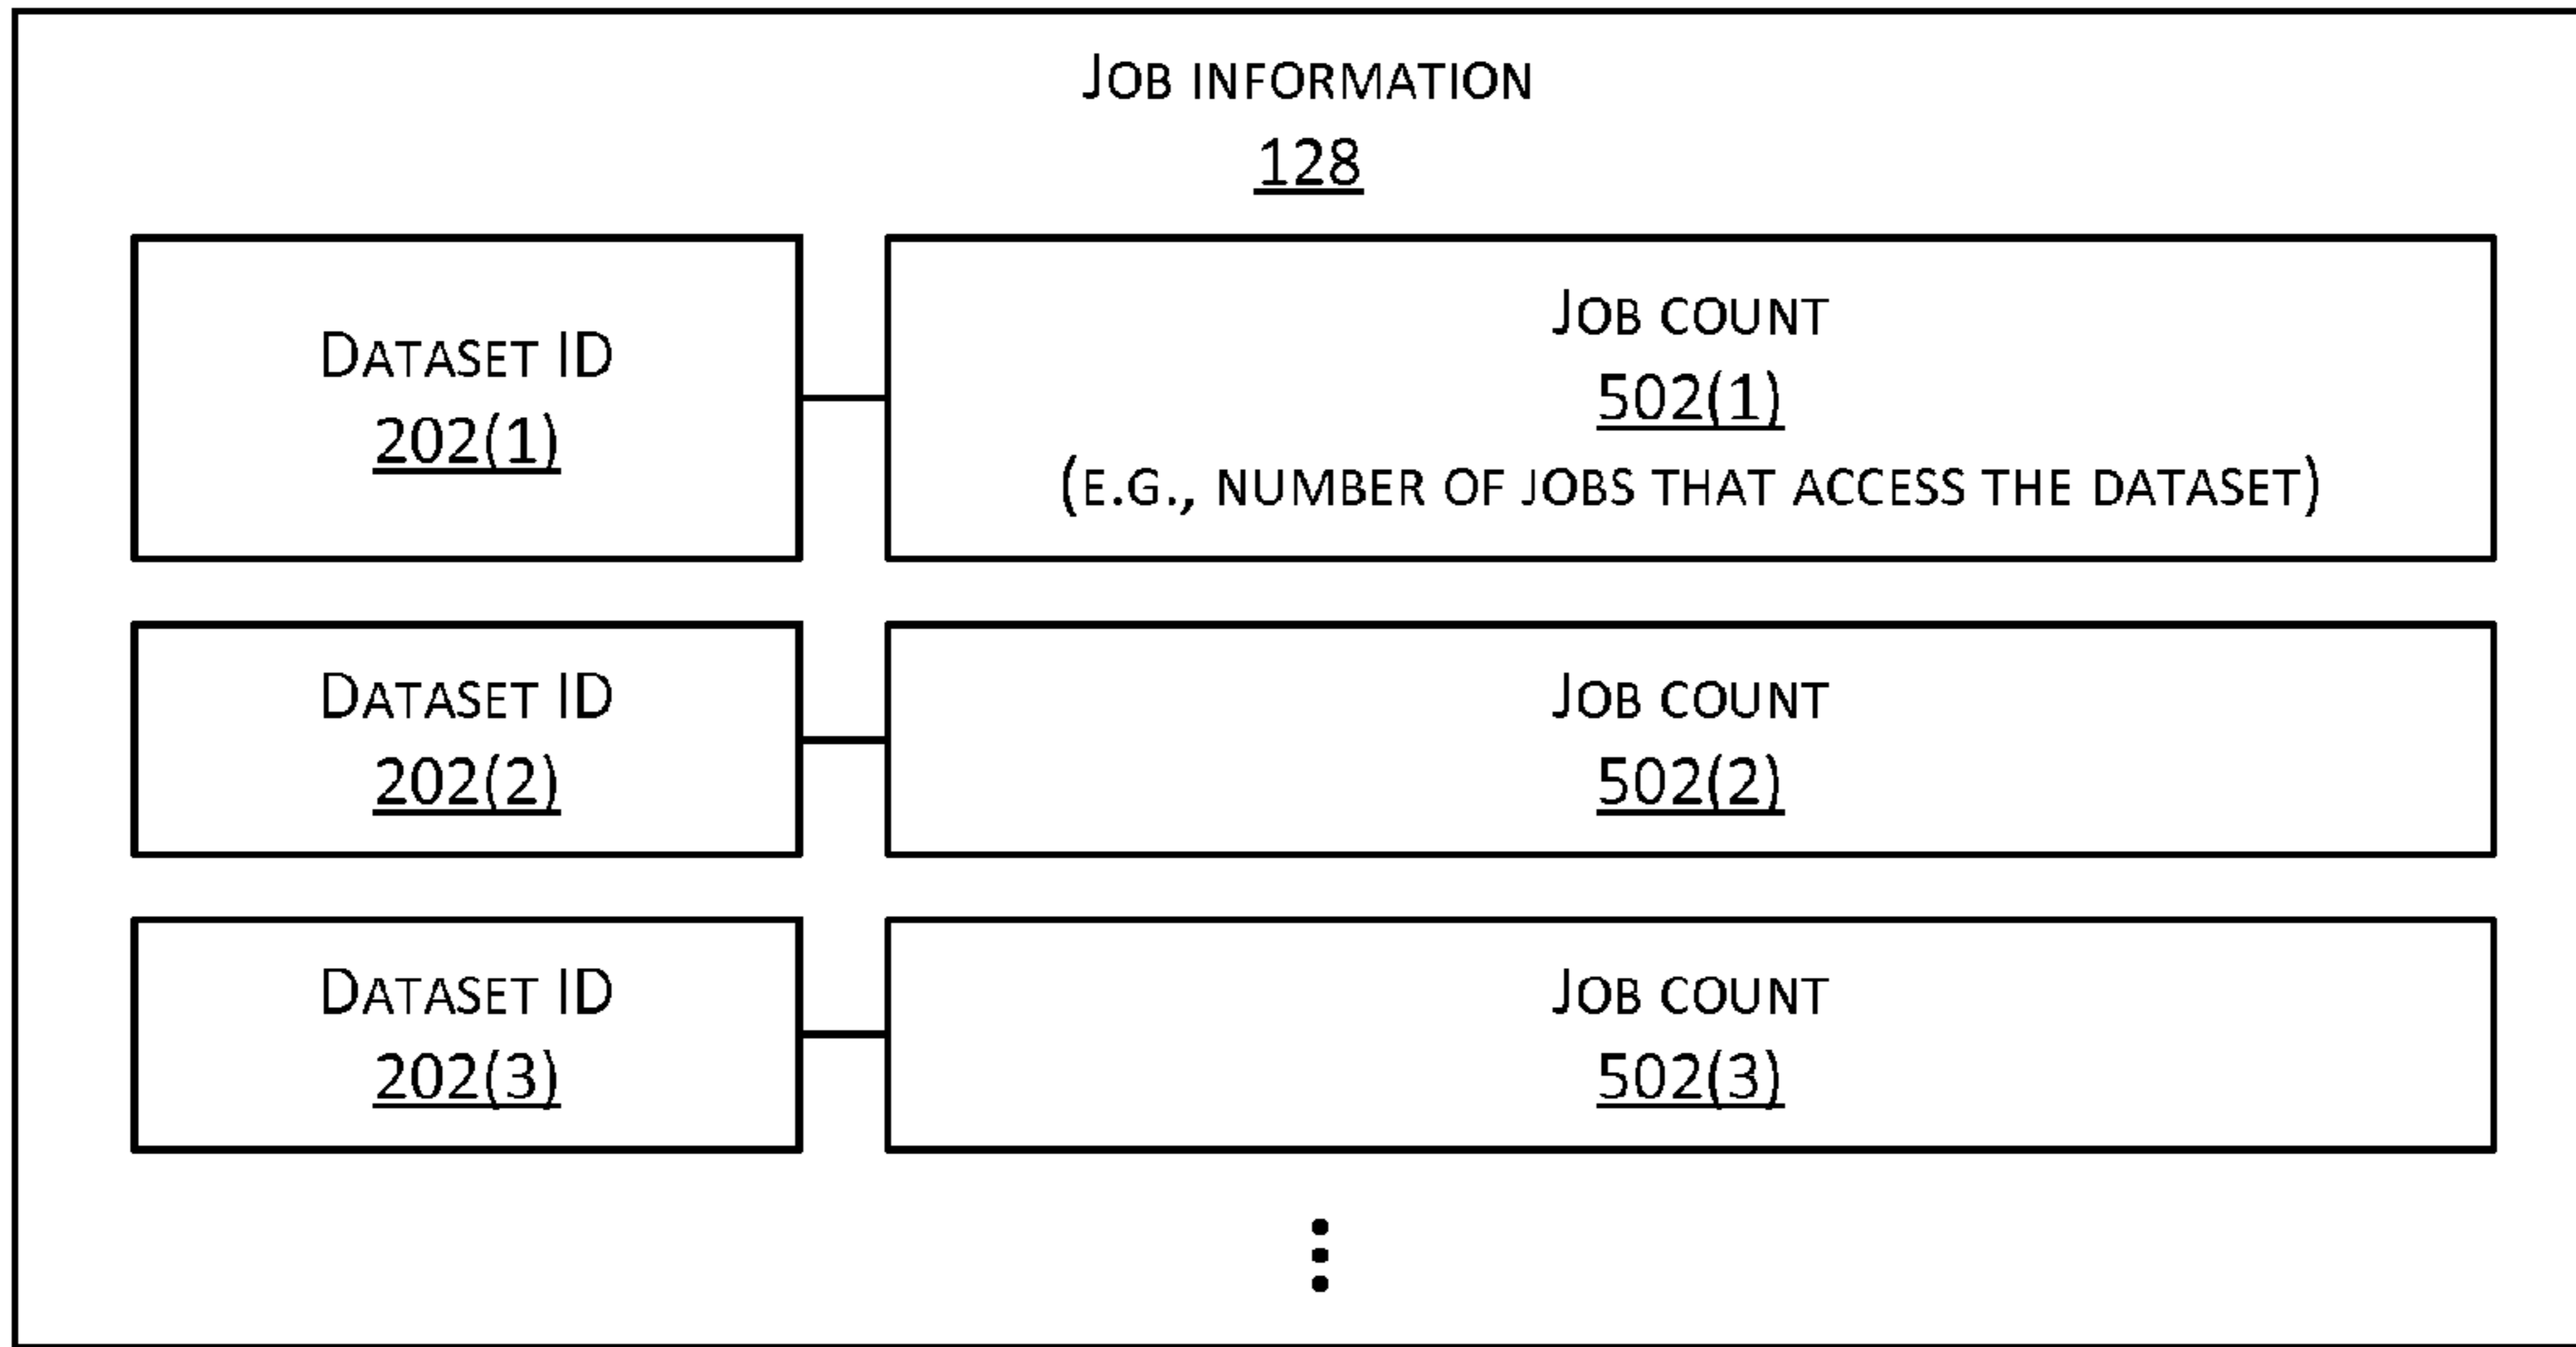 JOB INFORMATION
128
DATASET ID
202(1)
JOB COUNT
502(1)
(E.G., NUMBER OF JOBS THAT ACCESS THE DATASET)
DATASET ID
202(2)
JOB COUNT
502(2)
DATASET ID
202(3)
JOB COUNT
502(3)